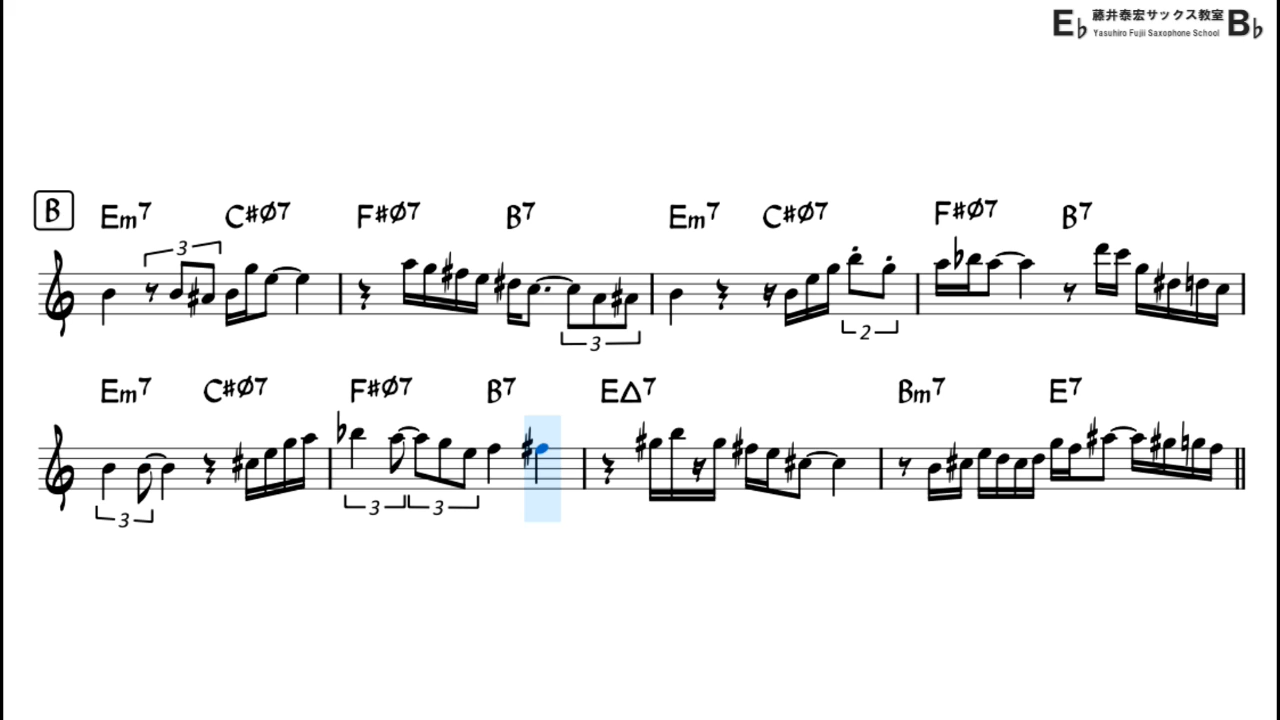 E♭ 藤井泰宏サックス教室 B♭
Yasuhiro Fujii Saxophone School
B Em7 C#Ø7 F#Ø7 B7 Em7 C#Ø7 F#Ø7 B7
3
3 2
Em7 C#Ø7 F#Ø7 B7 E△7 Bm7 E7
3 3 3